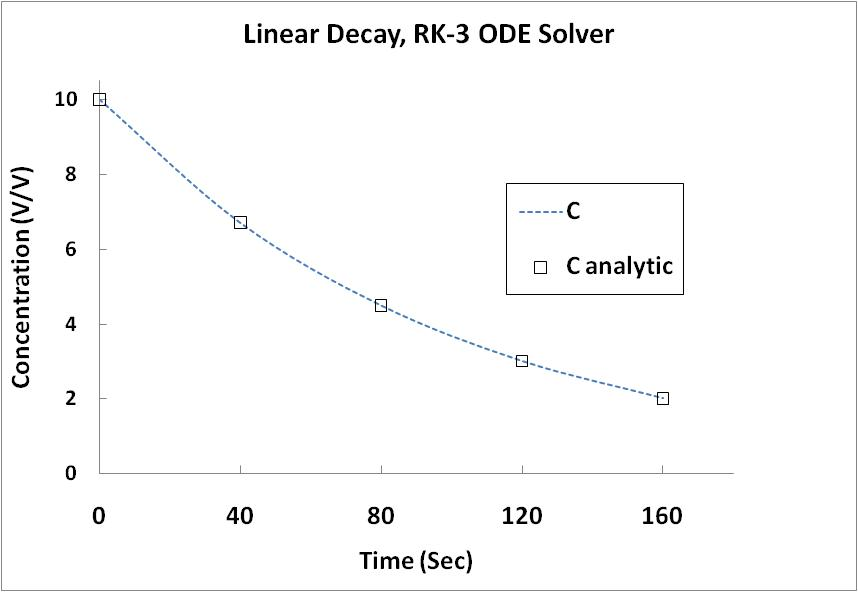 Linear Decay, RK-3 ODE Solver
10
8
6
4
2
0
Concentration (V/V)
C
C analytic
0 40 80 120 160
Time (Sec)